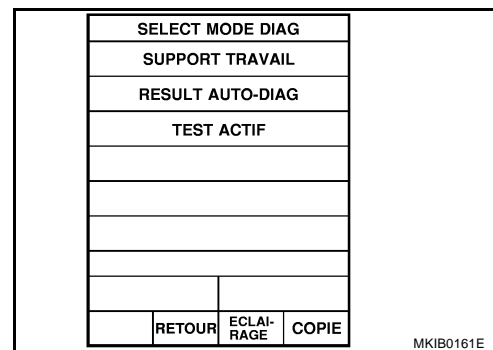 SELECT MODE DIAG
SUPPORT TRAVAIL
RESULT AUTO-DIAG
TEST ACTIF
RETOUR
ECLAI-
RAGE
COPIE
MKIB0161E